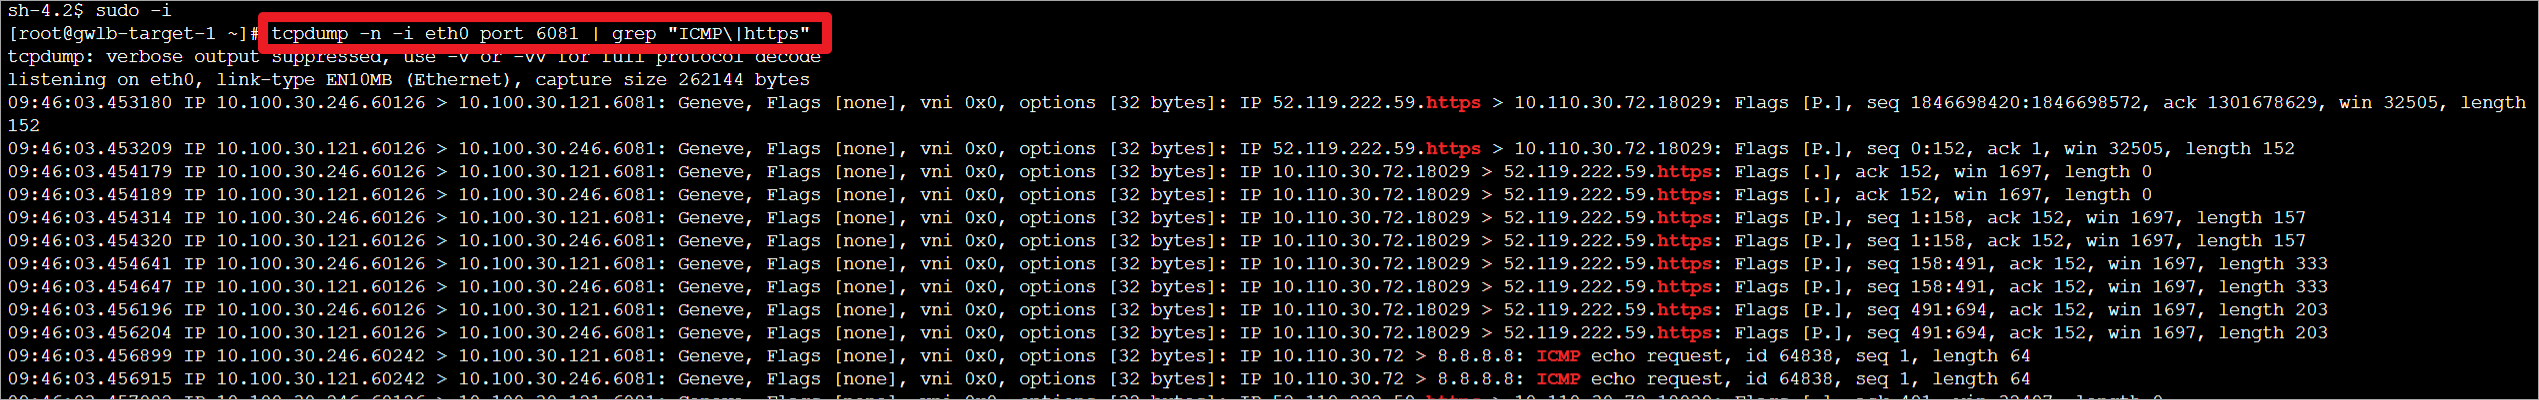 sh-4.2$ sudo -i
[root@gwlb-target-1 ~]# tcpdump -n -i eth0 port 6081 | grep "ICMP\|https"
tcpdump: verbose output suppressed, use -v or -vv for full protocol decode
listening on eth0, link-type EN10MB (Ethernet), capture size 262144 bytes
09:46:03.453180 IP 10.100.30.246.60126 > 10.100.30.121.6081: Geneve, Flags [none], vni 0x0, options [32 bytes]: IP 52.119.222.59.https > 10.110.30.72.18029: Flags [P.], seq 1846698420:1846698572, ack 1301678629, win 32505, length
152
09:46:03.453209 IP 10.100.30.121.60126 > 10.100.30.246.6081: Geneve, Flags [none], vni 0x0, options [32 bytes]: IP 52.119.222.59.https > 10.110.30.72.18029: Flags [P.], seq 0:152, ack 1, win 32505, length 152
09:46:03.454179 IP 10.100.30.246.60126 > 10.100.30.121.6081: Geneve, Flags [none], vni 0x0, options [32 bytes]: IP 10.110.30.72.18029 > 52.119.222.59.https: Flags [.], ack 152, win 1697, length 0
09:46:03.454189 IP 10.100.30.121.60126 > 10.100.30.246.6081: Geneve, Flags [none], vni 0x0, options [32 bytes]: IP 10.110.30.72.18029 > 52.119.222.59.https: Flags [.], ack 152, win 1697, length 0
09:46:03.454314 IP 10.100.30.246.60126 > 10.100.30.121.6081: Geneve, Flags [none], vni 0x0, options [32 bytes]: IP 10.110.30.72.18029 > 52.119.222.59.https: Flags [P.], seq 1:158, ack 152, win 1697, length 157
09:46:03.454320 IP 10.100.30.121.60126 > 10.100.30.246.6081: Geneve, Flags [none], vni 0x0, options [32 bytes]: IP 10.110.30.72.18029 > 52.119.222.59.https: Flags [P.], seq 1:158, ack 152, win 1697, length 157
09:46:03.454641 IP 10.100.30.246.60126 > 10.100.30.121.6081: Geneve, Flags [none], vni 0x0, options [32 bytes]: IP 10.110.30.72.18029 > 52.119.222.59.https: Flags [P.], seq 158:491, ack 152, win 1697, length 333
09:46:03.454647 IP 10.100.30.121.60126 > 10.100.30.246.6081: Geneve, Flags [none], vni 0x0, options [32 bytes]: IP 10.110.30.72.18029 > 52.119.222.59.https: Flags [P.], seq 158:491, ack 152, win 1697, length 333
09:46:03.456196 IP 10.100.30.246.60126 > 10.100.30.121.6081: Geneve, Flags [none], vni 0x0, options [32 bytes]: IP 10.110.30.72.18029 > 52.119.222.59.https: Flags [P.], seq 491:694, ack 152, win 1697, length 203
09:46:03.456204 IP 10.100.30.121.60126 > 10.100.30.246.6081: Geneve, Flags [none], vni 0x0, options [32 bytes]: IP 10.110.30.72.18029 > 52.119.222.59.https: Flags [P.], seq 491:694, ack 152, win 1697, length 203
09:46:03.456899 IP 10.100.30.246.60242 > 10.100.30.121.6081: Geneve, Flags [none], vni 0x0, options [32 bytes]: IP 10.110.30.72 > 8.8.8.8: ICMP echo request, id 64838, seq 1, length 64
09:46:03.456915 IP 10.100.30.121.60242 > 10.100.30.246.6081: Geneve, Flags [none], vni 0x0, options [32 bytes]: IP 10.110.30.72 > 8.8.8.8: ICMP echo request, id 64838, seq 1, length 64